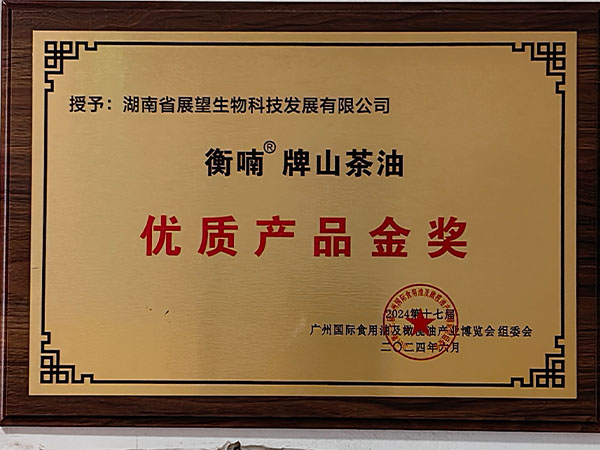 授予：湖南省展望生物科技发展有限公司
衡喃®牌山茶油
优质产品金奖
2024第十七届
广州国际食用油及橄榄油产业博览会组委会
二〇二四年六月